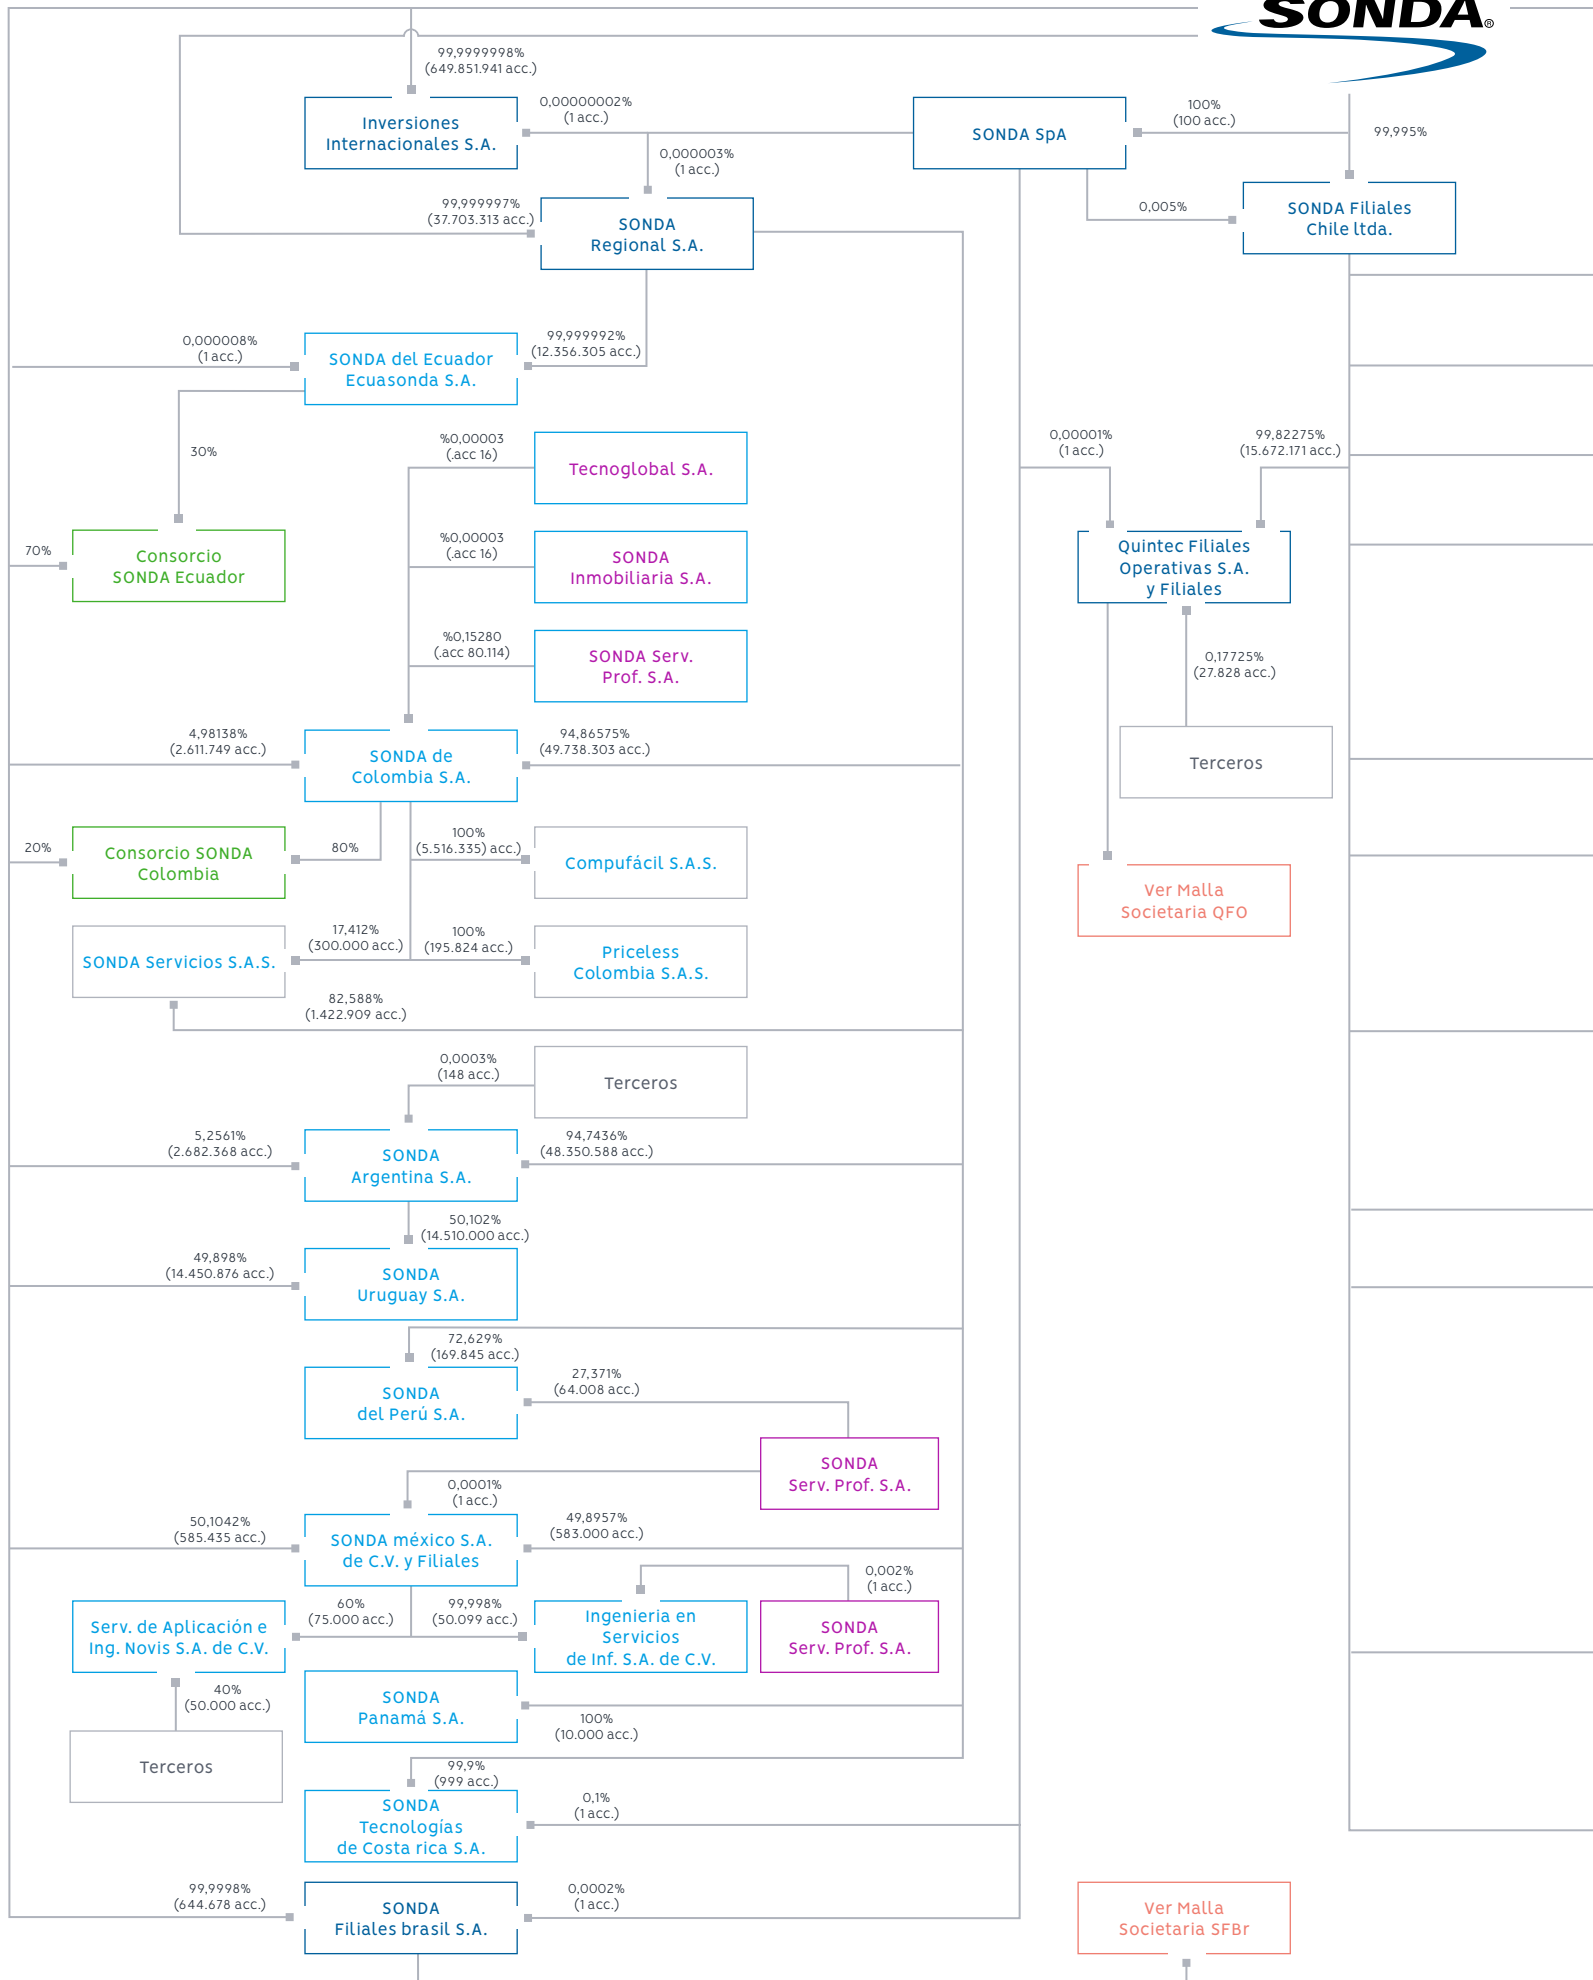 SONDA®
99,9999998%
(649.851.941 acc.)
Inversiones
Internacionales S.A.
0,00000002%
(1 acc.)
SONDA SpA
100%
(100 acc.)
99,995%
0,000003%
(1 acc.)
99,999997%
(37.703.313 acc.)
SONDA
Regional S.A.
0,005%
SONDA Filiales
Chile ltda.
0,000008%
(1 acc.)
SONDA del Ecuador
Ecuasonda S.A.
99,999992%
(12.356.305 acc.)
30%
%0,00003
(.acc 16)
Tecnoglobal S.A.
0,00001%
(1 acc.)
99,82275%
(15.672.171 acc.)
70%
Consorcio
SONDA Ecuador
%0,00003
(.acc 16)
SONDA
Inmobiliaria S.A.
Quintec Filiales
Operativas S.A.
y Filiales
%0,15280
(.acc 80.114)
SONDA Serv.
Prof. S.A.
0,17725%
(27.828 acc.)
4,98138%
(2.611.749 acc.)
SONDA de
Colombia S.A.
94,86575%
(49.738.303 acc.)
Terceros
20%
Consorcio SONDA
Colombia
80%
100%
(5.516.335) acc.)
Compufácil S.A.S.
Ver Malla
Societaria QFO
SONDA Servicios S.A.S.
17,412%
(300.000 acc.)
100%
(195.824 acc.)
Priceless
Colombia S.A.S.
82,588%
(1.422.909 acc.)
0,0003%
(148 acc.)
Terceros
5,2561%
(2.682.368 acc.)
SONDA
Argentina S.A.
94,7436%
(48.350.588 acc.)
50,102%
(14.510.000 acc.)
49,898%
(14.450.876 acc.)
SONDA
Uruguay S.A.
72,629%
(169.845 acc.)
SONDA
del Perú S.A.
27,371%
(64.008 acc.)
SONDA
Serv. Prof. S.A.
0,0001%
(1 acc.)
50,1042%
(585.435 acc.)
SONDA méxico S.A.
de C.V. y Filiales
49,8957%
(583.000 acc.)
0,002%
(1 acc.)
Serv. de Aplicación e
Ing. Novis S.A. de C.V.
60%
(75.000 acc.)
99,998%
(50.099 acc.)
Ingenieria en
Servicios
de Inf. S.A. de C.V.
SONDA
Serv. Prof. S.A.
40%
(50.000 acc.)
SONDA
Panamá S.A.
100%
(10.000 acc.)
Terceros
99,9%
(999 acc.)
SONDA
Tecnologías
de Costa rica S.A.
0,1%
(1 acc.)
99,9998%
(644.678 acc.)
SONDA
Filiales brasil S.A.
0,0002%
(1 acc.)
Ver Malla
Societaria SFBr